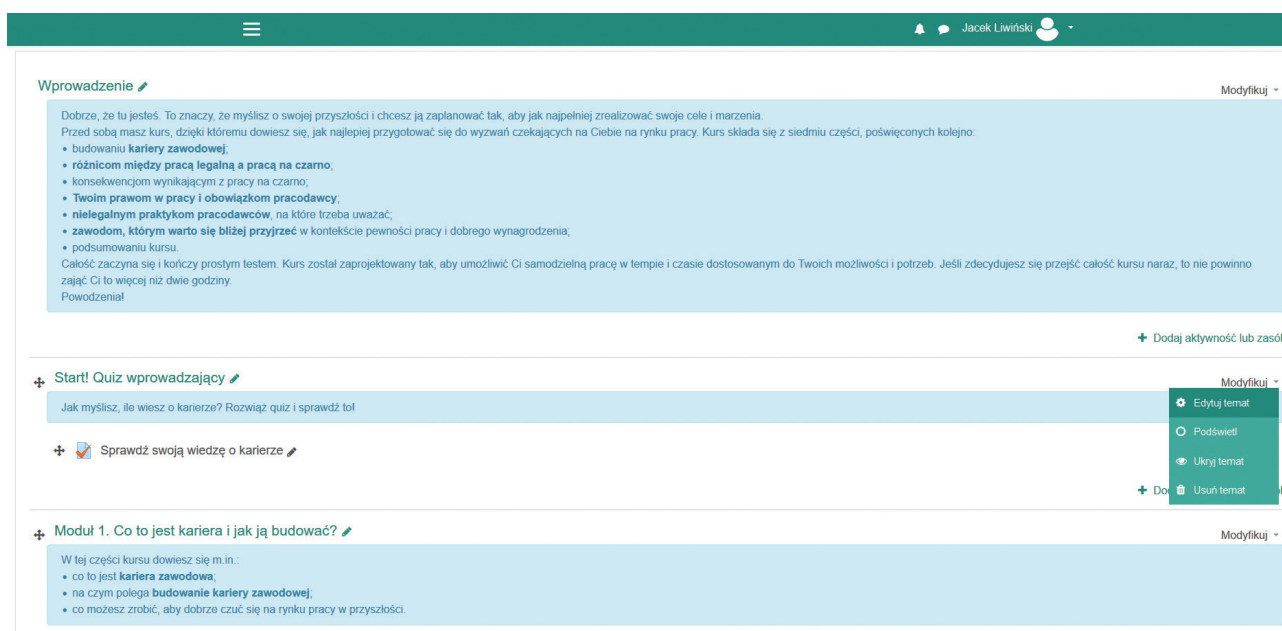 Jacek Liwiński
Wprowadzenie
Modyfikuj
Dobrze, że tu jesteś. To znaczy, że myślisz o swojej przyszłości i chcesz ją zaplanować tak, aby jak najpełniej zrealizować swoje cele i marzenia.
Przed sobą masz kurs, dzięki któremu dowiesz się, jak najlepiej przygotować się do wyzwań czekających na Ciebie na rynku pracy. Kurs składa się z siedmiu części, poświęconych kolejno:
• budowaniu kariery zawodowej;
• różnicom między pracą legalną a pracą na czarno;
• konsekwencjom wynikającym z pracy na czarno;
• Twoim prawom w pracy i obowiązkom pracodawcy;
• nielegalnym praktykom pracodawców, na które trzeba uważać;
• zawodom, którym warto się bliżej przyjrzeć w kontekście pewności pracy i dobrego wynagrodzenia;
• podsumowaniu kursu.
Całość zaczyna się i kończy prostym testem. Kurs został zaprojektowany tak, aby umożliwić Ci samodzielną pracę w tempie i czasie dostosowanym do Twoich możliwości i potrzeb. Jeśli zdecydujesz się przejść całość kursu naraz, to nie powinno
zająć Ci to więcej niż dwie godziny.
Powodzenia!
+ Dodaj aktywność lub zasób
Start! Quiz wprowadzający
Modyfikuj
Jak myślisz, ile wiesz o karierze? Rozwiąż quiz i sprawdź to!
Edytuj temat
Podświetl
Sprawdź swoją wiedzę o karierze
Ukryj temat
+ Do
Usuń temat
Moduł 1. Co to jest kariera i jak ją budować?
Modyfikuj
W tej części kursu dowiesz się m.in.:
• co to jest kariera zawodowa;
• na czym polega budowanie kariery zawodowej;
• co możesz zrobić, aby dobrze czuć się na rynku pracy w przyszłości.